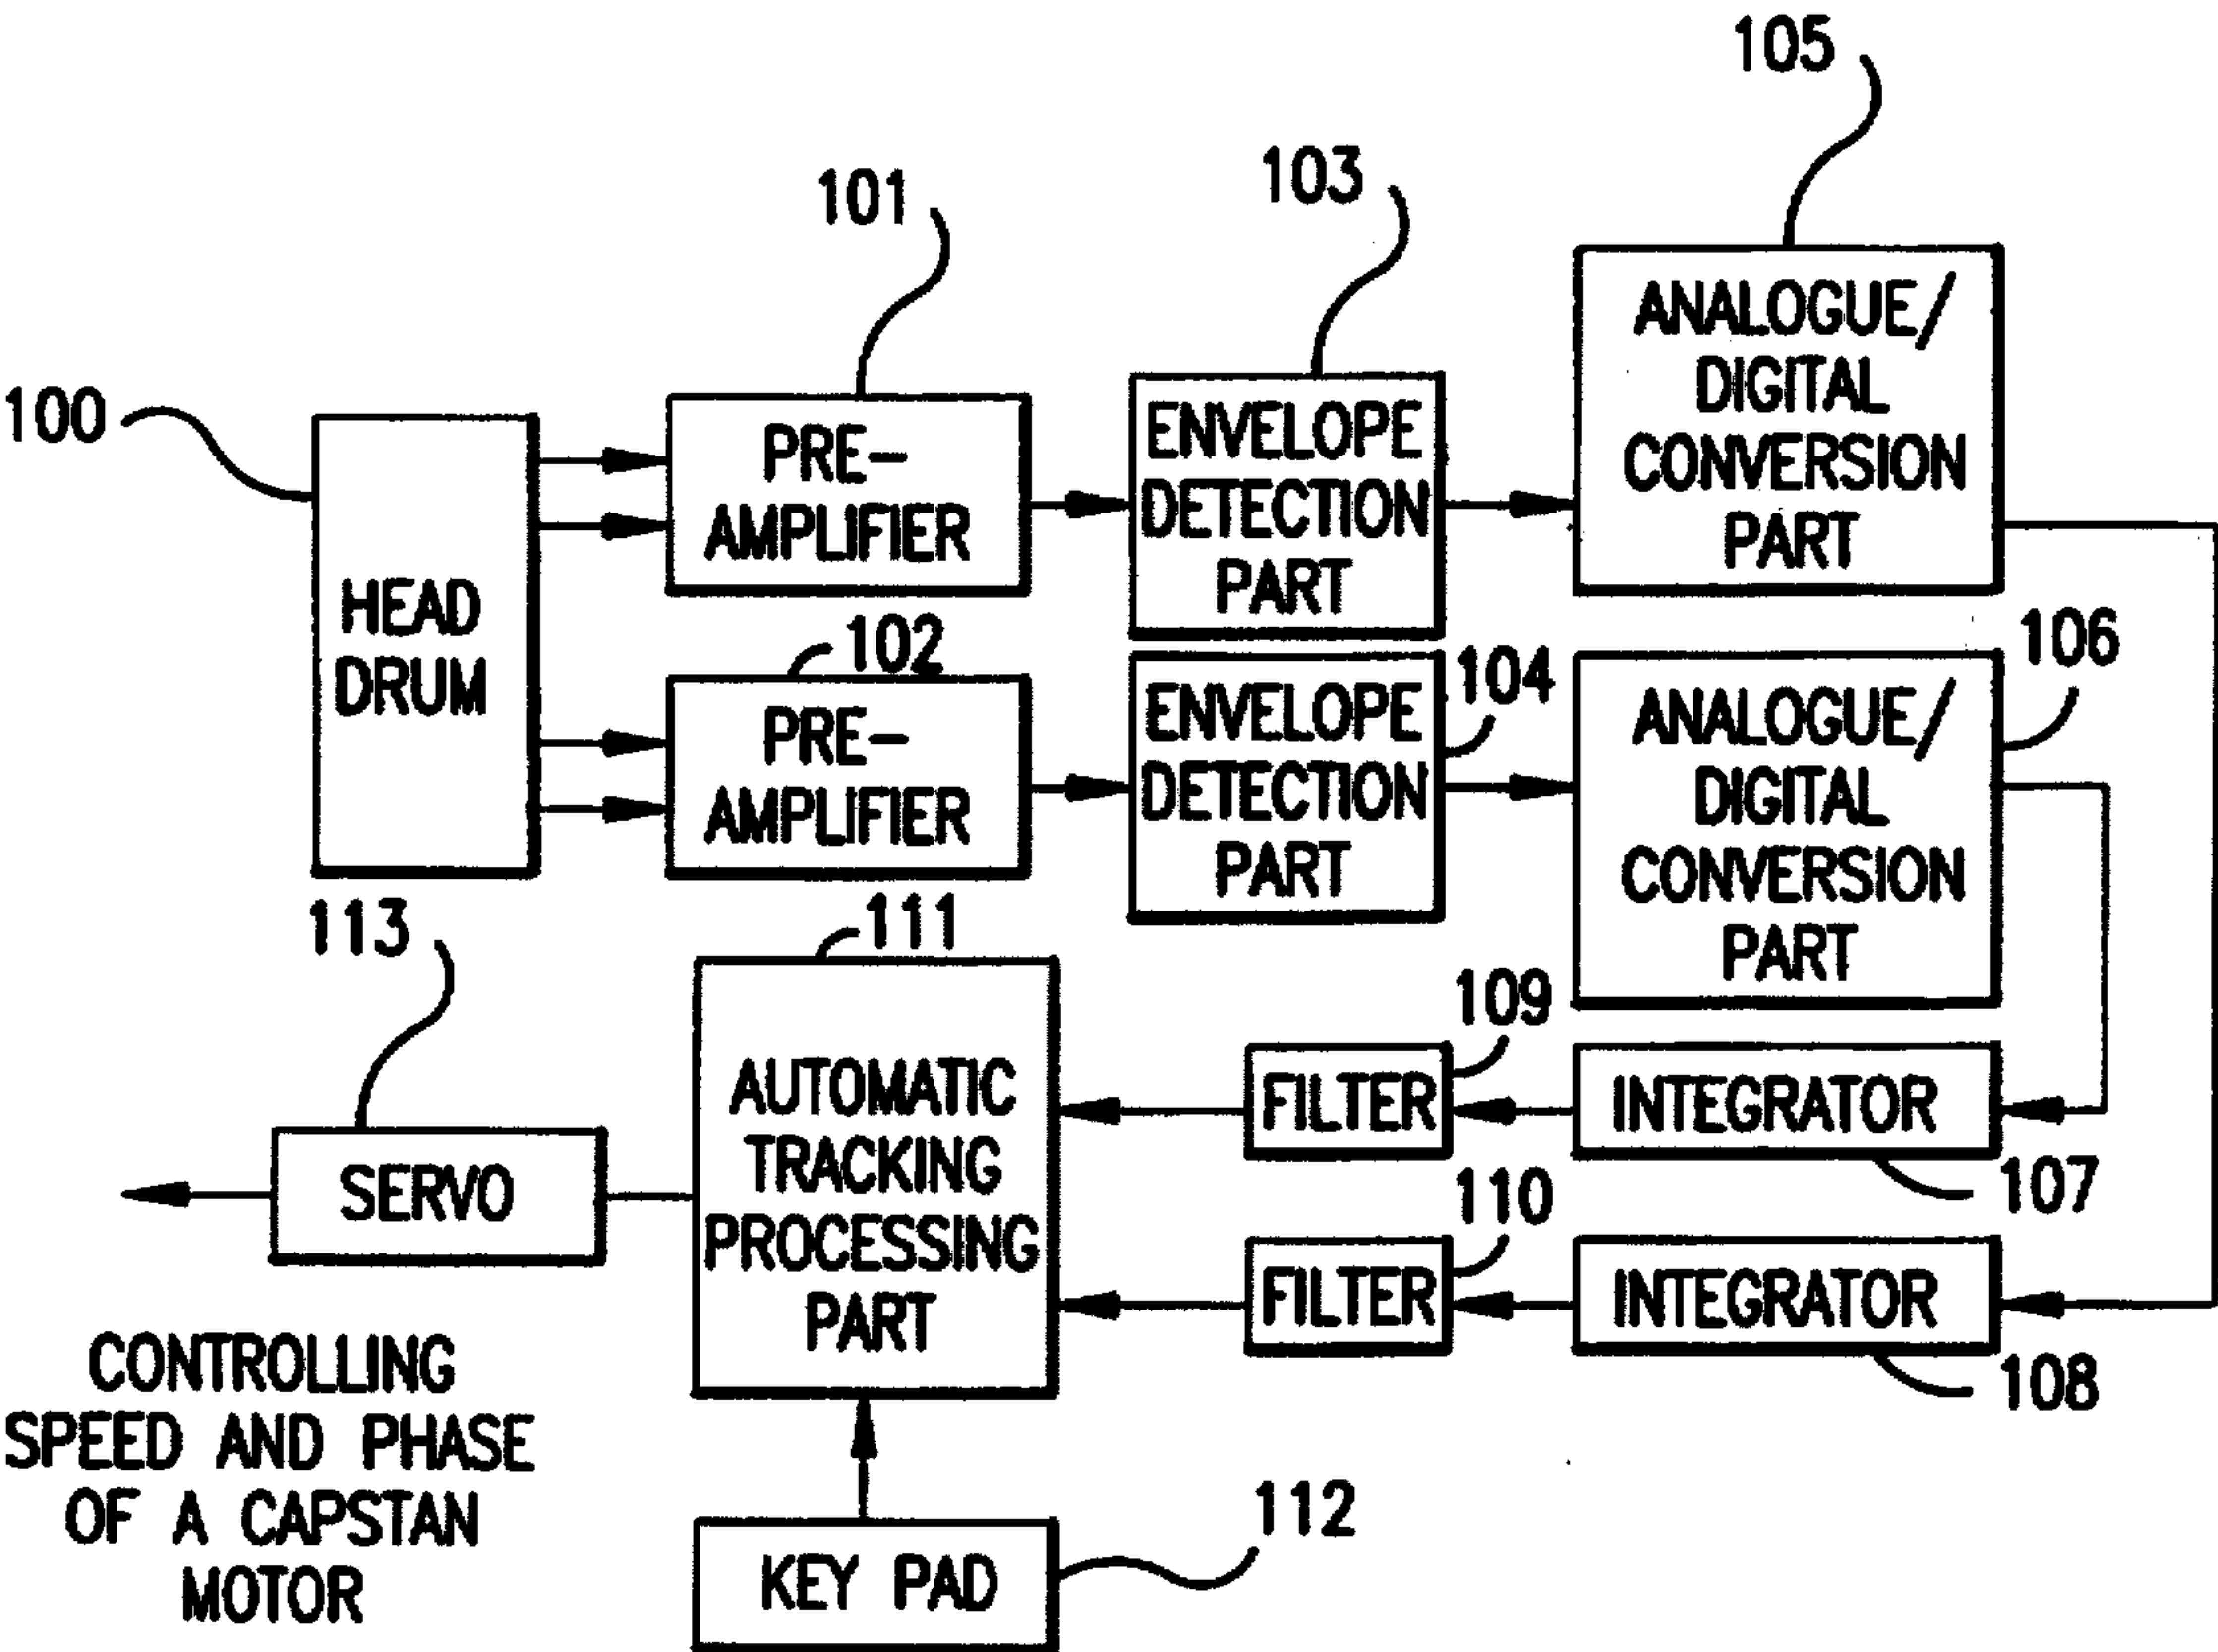 105
103
101
100
ANALOGUE/
DIGITAL
CONVERSION
PART
ENVELOPE
DETECTION
PART
PRE-
AMPLIFIER
HEAD
DRUM
102
104
106
PRE-
AMPLIFIER
ENVELOPE
DETECTION
PART
ANALOGUE/
DIGITAL
CONVERSION
PART
113
111
109
AUTOMATIC
TRACKING
PROCESSING
PART
FILTER
INTEGRATOR
107
SERVO
110
FILTER
INTEGRATOR
108
CONTROLLING
SPEED AND PHASE
OF A CAPSTAN
MOTOR
112
KEY PAD